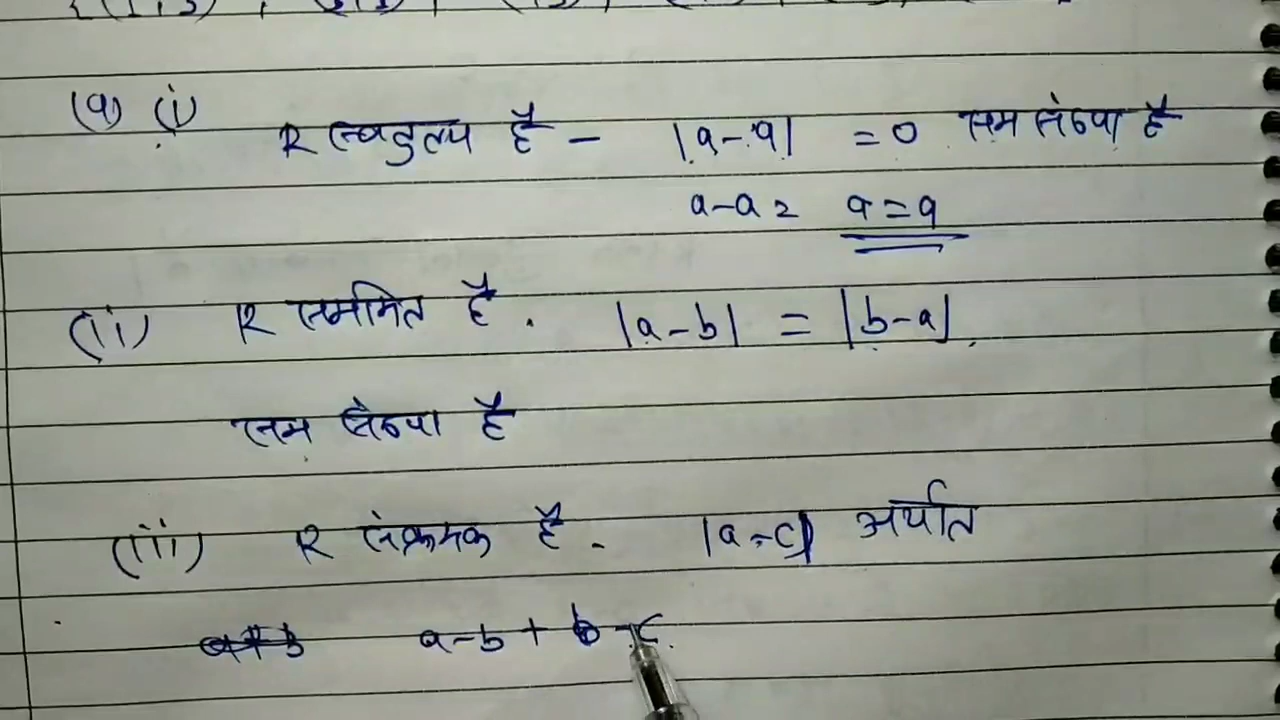 (a) (i) R स्वतुल्य है - |a-a| = 0 सम संख्या है
a-a = a=a
(ii) R सममित है. |a-b| = |b-a|.
सम संख्या है
(iii) R संक्रमक है. |a-c| अर्थात
a-b + b-c